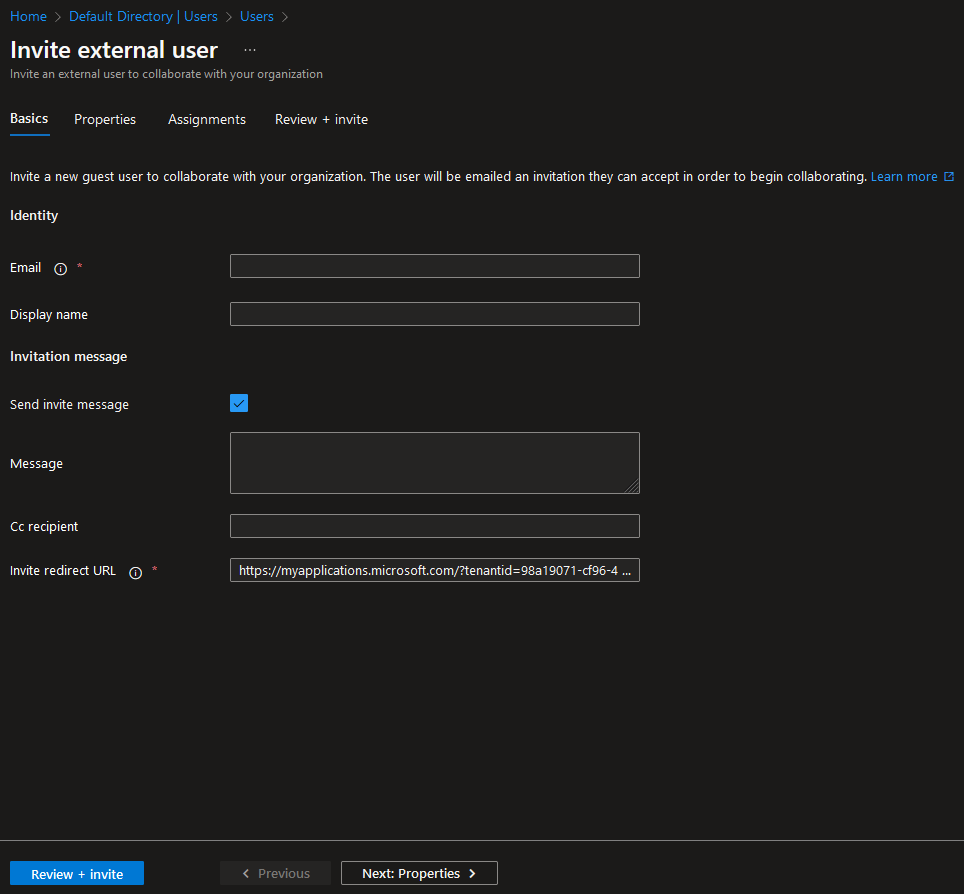 Home > Default Directory | Users > Users >
Invite external user ...
Invite an external user to collaborate with your organization
Basics Properties Assignments Review + invite
Invite a new guest user to collaborate with your organization. The user will be emailed an invitation they can accept in order to begin collaborating. Learn more
Identity
Email *
Display name
Invitation message
Send invite message
Message
Cc recipient
Invite redirect URL * https://myapplications.microsoft.com/?tenantid=98a19071-cf96-4 ...
Review + invite < Previous Next: Properties >